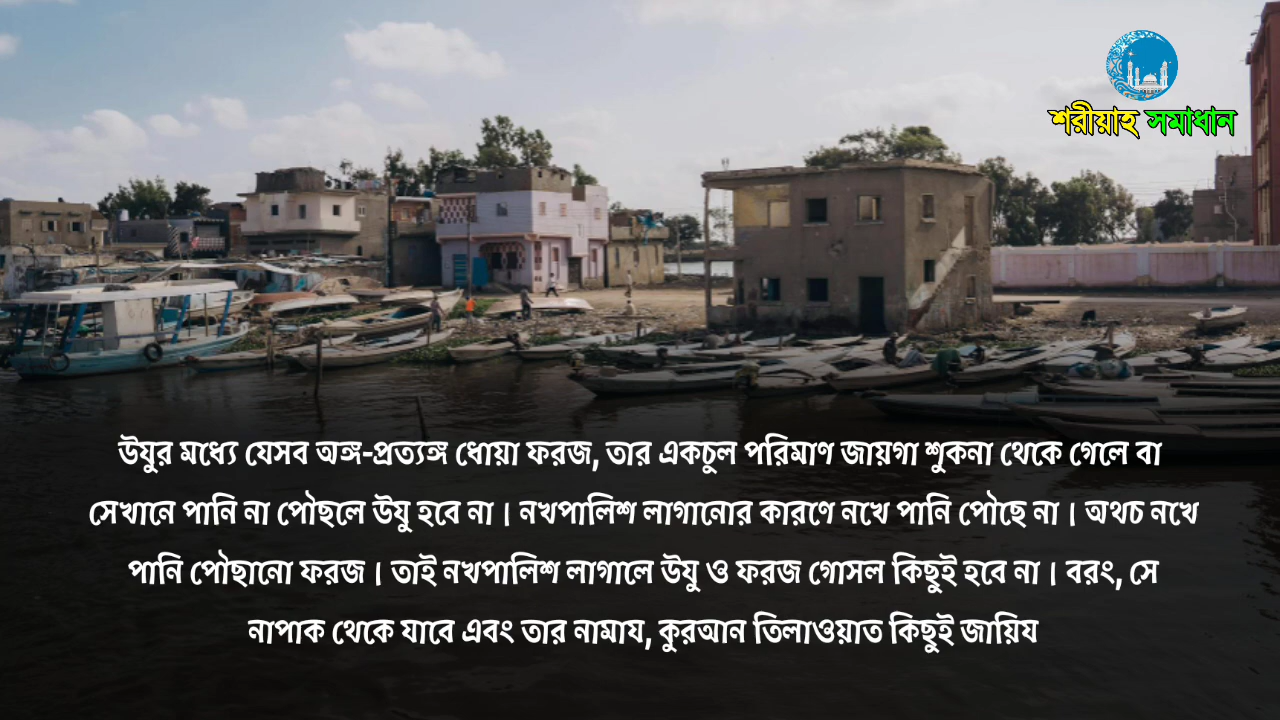 শরীয়াহ সমাধান
উযুর মধ্যে যেসব অঙ্গ-প্রত্যঙ্গ ধোয়া ফরজ, তার একচুল পরিমাণ জায়গা শুকনা থেকে গেলে বা
সেখানে পানি না পৌছলে উযু হবে না। নখপালিশ লাগানোর কারণে নখে পানি পৌছে না। অথচ নখে
পানি পৌছানো ফরজ। তাই নখপালিশ লাগালে উযু ও ফরজ গোসল কিছুই হবে না। বরং, সে
নাপাক থেকে যাবে এবং তার নামায, কুরআন তিলাওয়াত কিছুই জায়িয